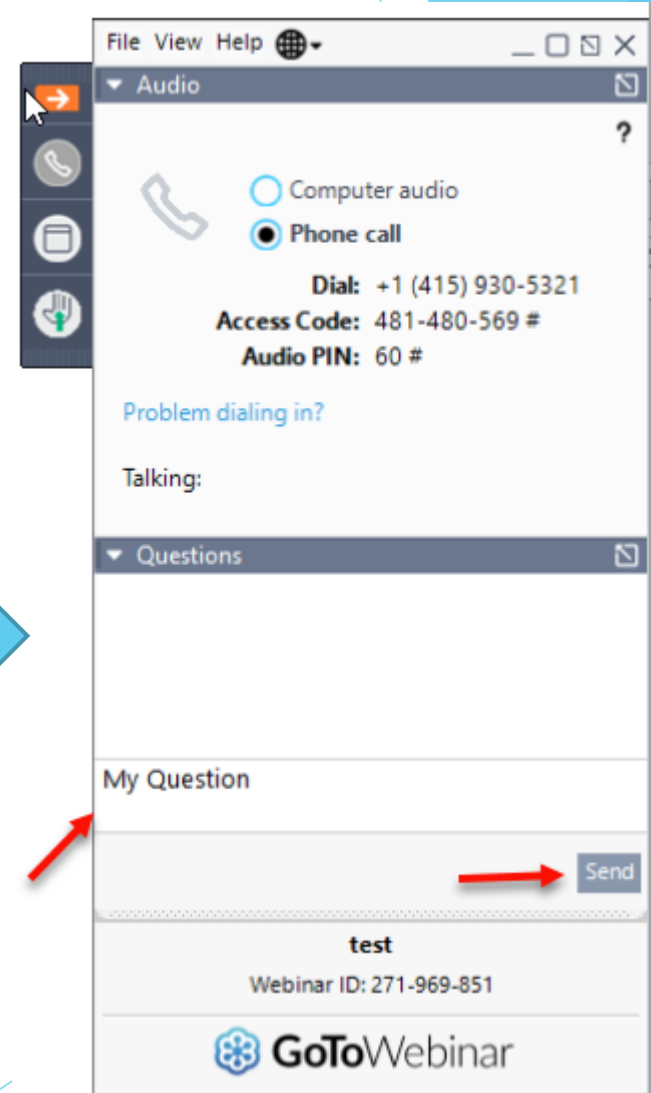 File View Help
Audio
?
Computer audio
Phone call
Dial: +1 (415) 930-5321
Access Code: 481-480-569 #
Audio PIN: 60 #
Problem dialing in?
Talking:
Questions
My Question
Send
test
Webinar ID: 271-969-851
GoToWebinar